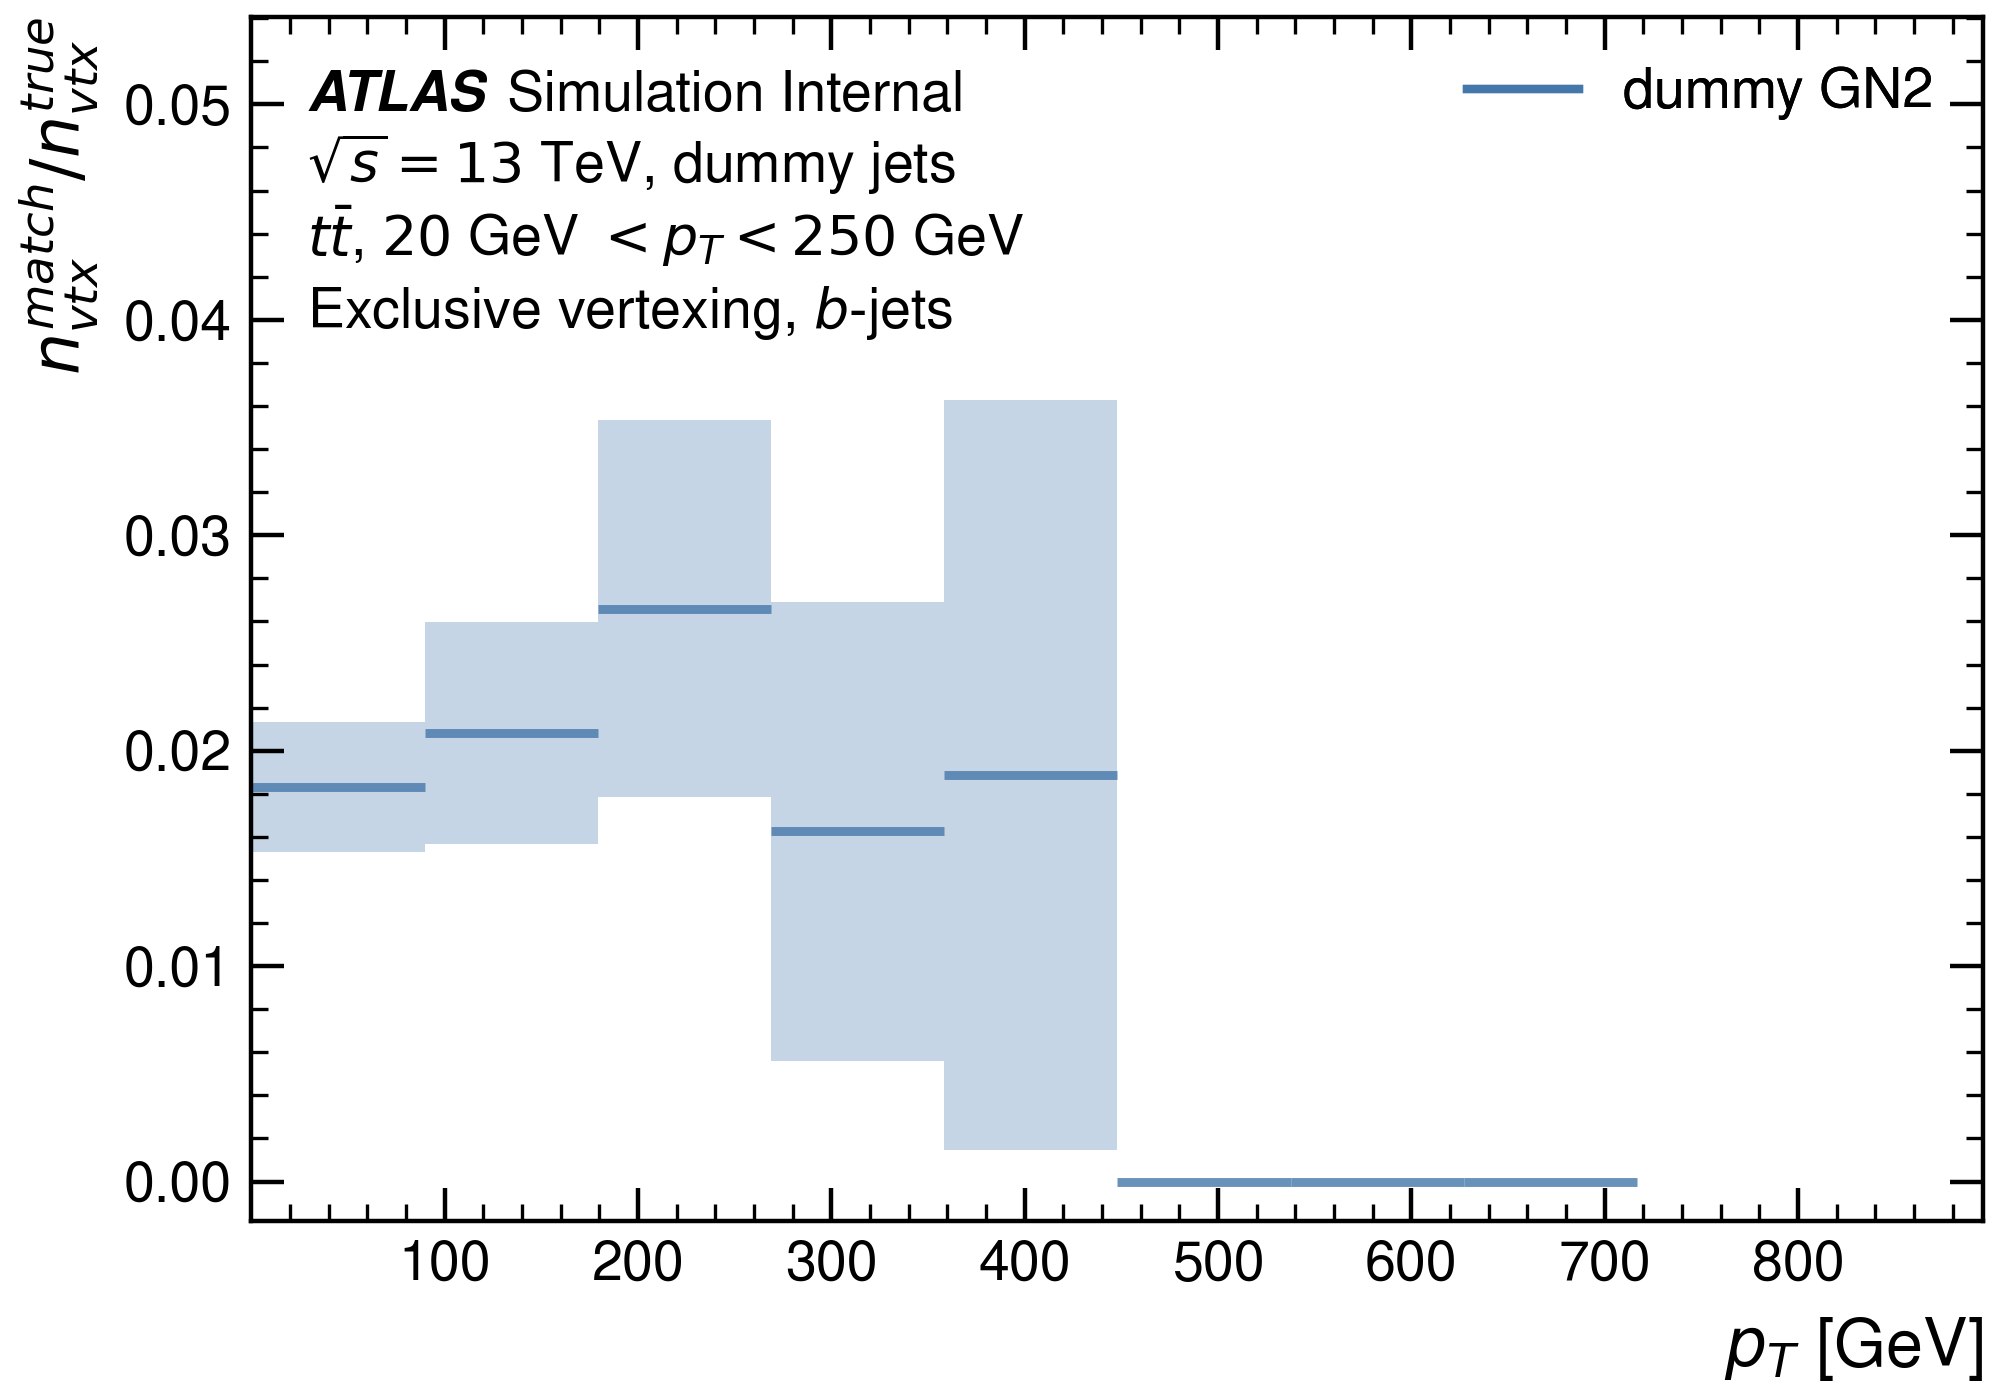 ATLAS Simulation Internal
√s = 13 TeV, dummy jets
tt̄, 20 GeV < p_T < 250 GeV
Exclusive vertexing, b-jets
dummy GN2
n_vtx^match/n_vtx^true
0.05
0.04
0.03
0.02
0.01
0.00
100 200 300 400 500 600 700 800
p_T [GeV]